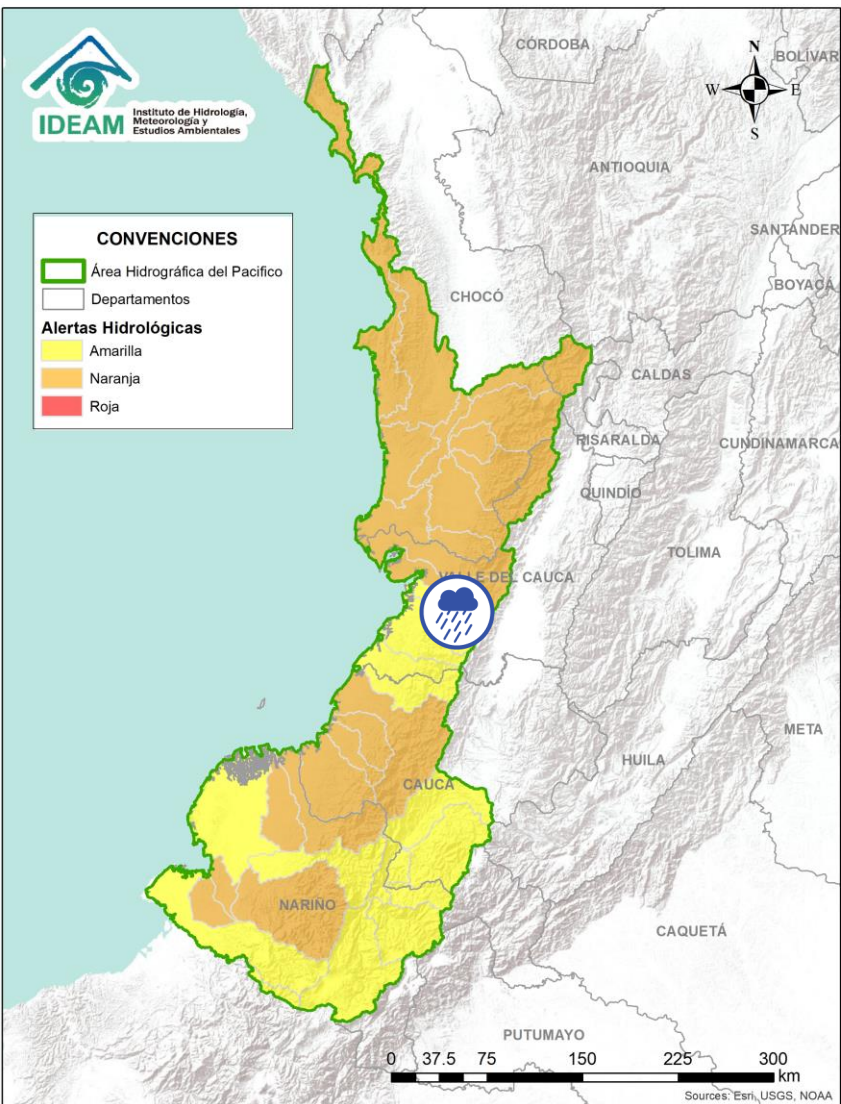 IDEAM
Instituto de Hidrología,
Meteorología y
Estudios Ambientales
CÓRDOBA
BOLÍVAR
N
W
E
S
ANTIOQUIA
SANTANDER
BOYACÁ
CONVENCIONES
Área Hidrográfica del Pacifico
Departamentos
Alertas Hidrológicas
Amarilla
Naranja
Roja
CHOCÓ
CALDAS
RISARALDA
CUNDINAMARCA
QUINDÍO
TOLIMA
VALLE DEL CAUCA
META
HUILA
CAUCA
NARIÑO
CAQUETÁ
PUTUMAYO
0 37.5 75 150 225 300
km
Sources: Esri, USGS, NOAA